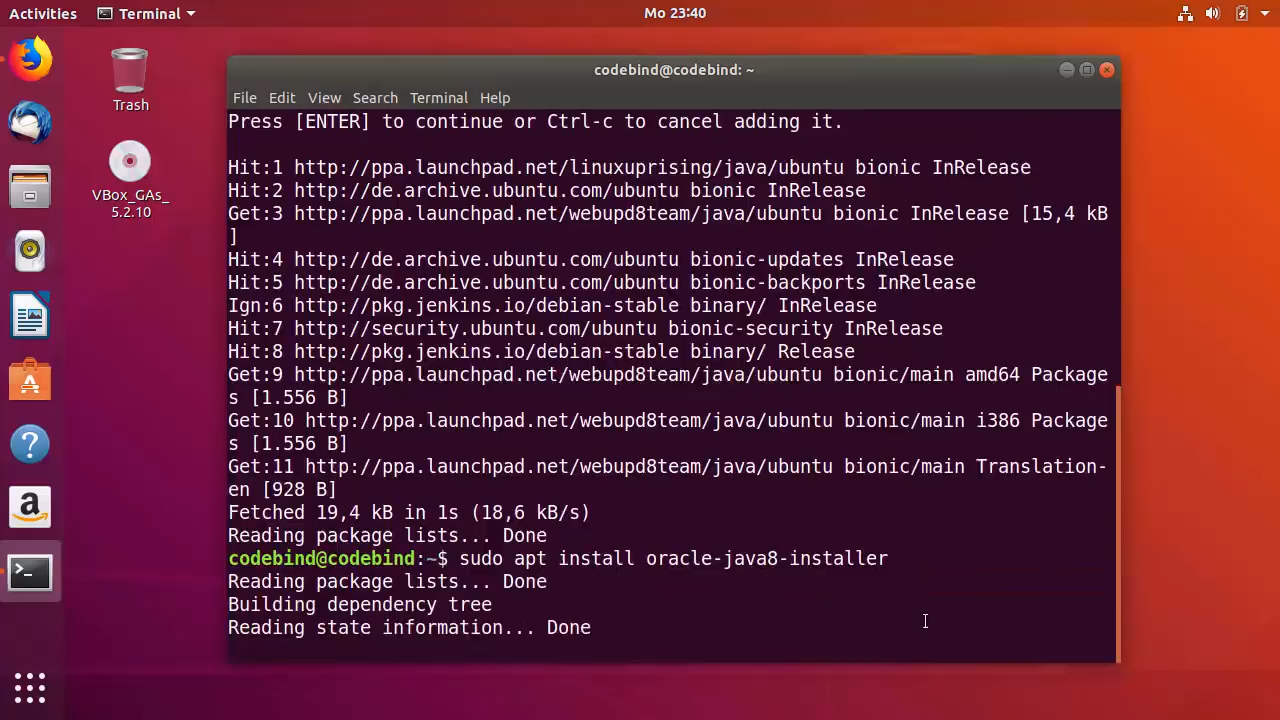 Activities
Terminal
Mo 23:40
Trash
VBox_GAs_
5.2.10
codebind@codebind: ~
File Edit View Search Terminal Help
Press [ENTER] to continue or Ctrl-c to cancel adding it.
Hit:1 http://ppa.launchpad.net/linuxuprising/java/ubuntu bionic InRelease
Hit:2 http://de.archive.ubuntu.com/ubuntu bionic InRelease
Get:3 http://ppa.launchpad.net/webupd8team/java/ubuntu bionic InRelease [15,4 kB
]
Hit:4 http://de.archive.ubuntu.com/ubuntu bionic-updates InRelease
Hit:5 http://de.archive.ubuntu.com/ubuntu bionic-backports InRelease
Ign:6 http://pkg.jenkins.io/debian-stable binary/ InRelease
Hit:7 http://security.ubuntu.com/ubuntu bionic-security InRelease
Hit:8 http://pkg.jenkins.io/debian-stable binary/ Release
Get:9 http://ppa.launchpad.net/webupd8team/java/ubuntu bionic/main amd64 Package
s [1.556 B]
Get:10 http://ppa.launchpad.net/webupd8team/java/ubuntu bionic/main i386 Package
s [1.556 B]
Get:11 http://ppa.launchpad.net/webupd8team/java/ubuntu bionic/main Translation-
en [928 B]
Fetched 19,4 kB in 1s (18,6 kB/s)
Reading package lists... Done
codebind@codebind:~$ sudo apt install oracle-java8-installer
Reading package lists... Done
Building dependency tree
Reading state information... Done